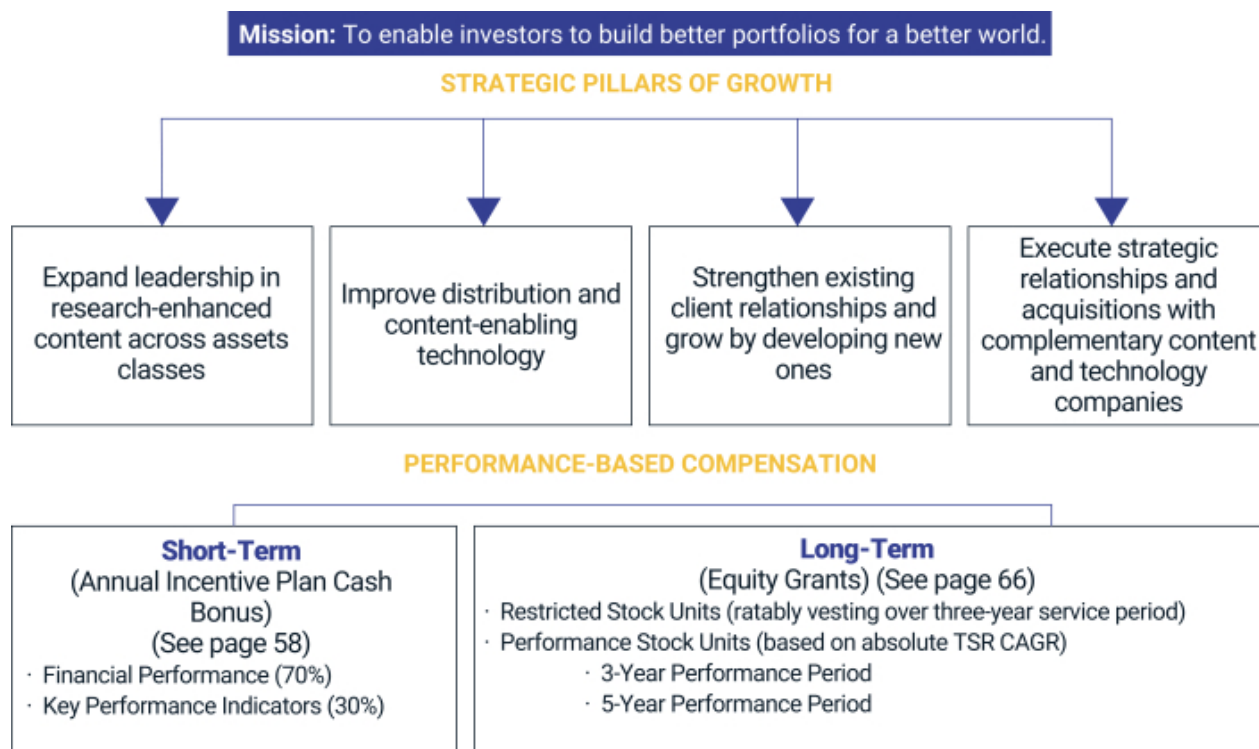 Mission: To enable investors to build better portfolios for a better world.
STRATEGIC PILLARS OF GROWTH
Expand leadership in
research-enhanced
content across assets
classes
Improve distribution and
content-enabling
technology
Strengthen existing
client relationships and
grow by developing new
ones
Execute strategic
relationships and
acquisitions with
complementary content
and technology
companies
PERFORMANCE-BASED COMPENSATION
Short-Term
(Annual Incentive Plan Cash
Bonus)
(See page 58)
· Financial Performance (70%)
· Key Performance Indicators (30%)
Long-Term
(Equity Grants) (See page 66)
· Restricted Stock Units (ratably vesting over three-year service period)
· Performance Stock Units (based on absolute TSR CAGR)
· 3-Year Performance Period
· 5-Year Performance Period